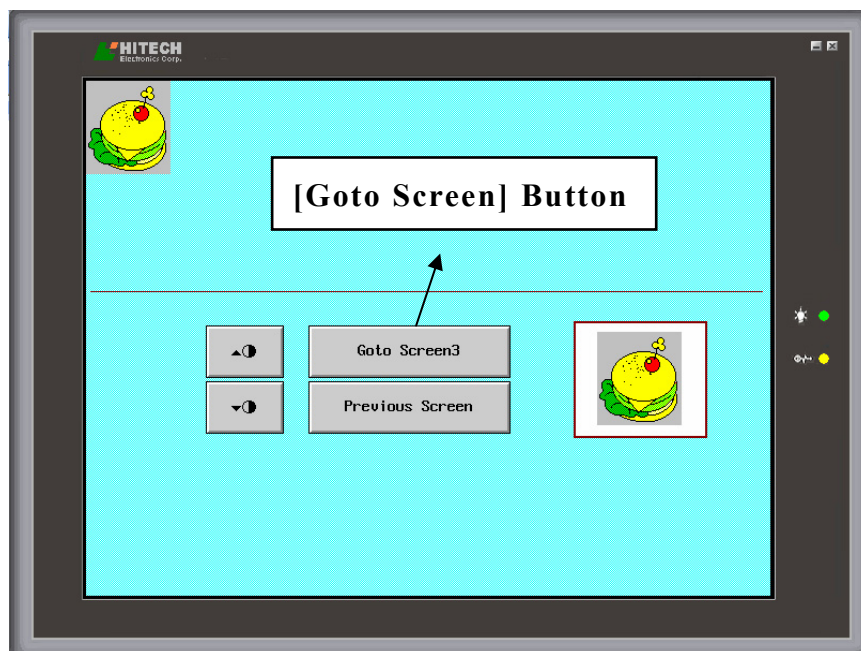 HITECH
Electronics Corp.
[Goto Screen] Button
Goto Screen3
Previous Screen